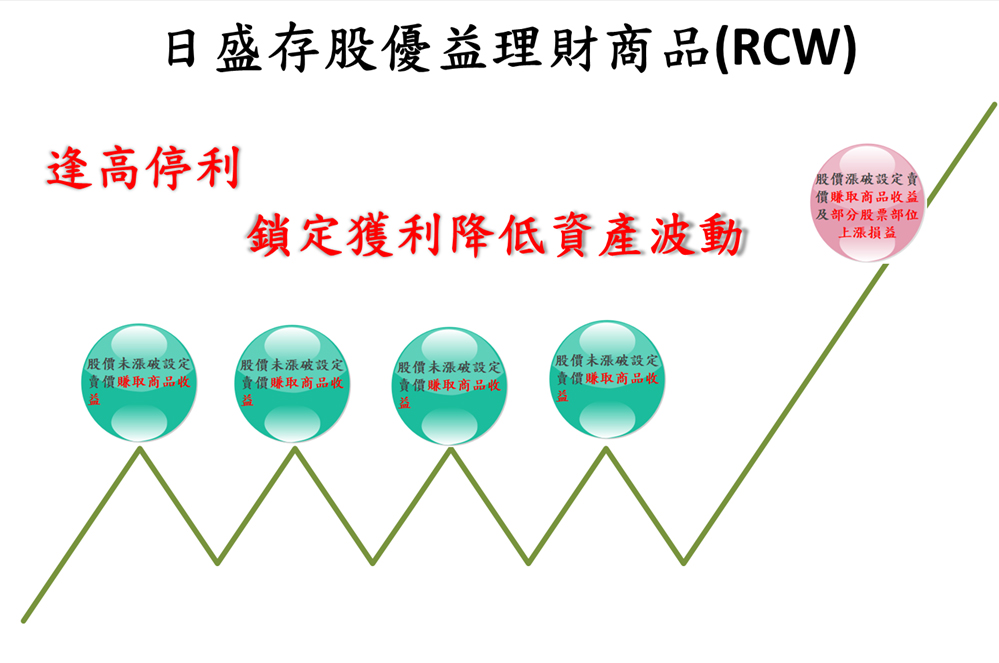 日盛存股優益理財商品(RCW)
逢高停利
鎖定獲利降低資產波動
股價漲破設定賣
價賺取商品收益
及部分股票部位
上漲損益
股價未漲破設定
賣價賺取商品收
益
股價未漲破設定
賣價賺取商品收
益
股價未漲破設定
賣價賺取商品收
益
股價未漲破設定
賣價賺取商品收
益